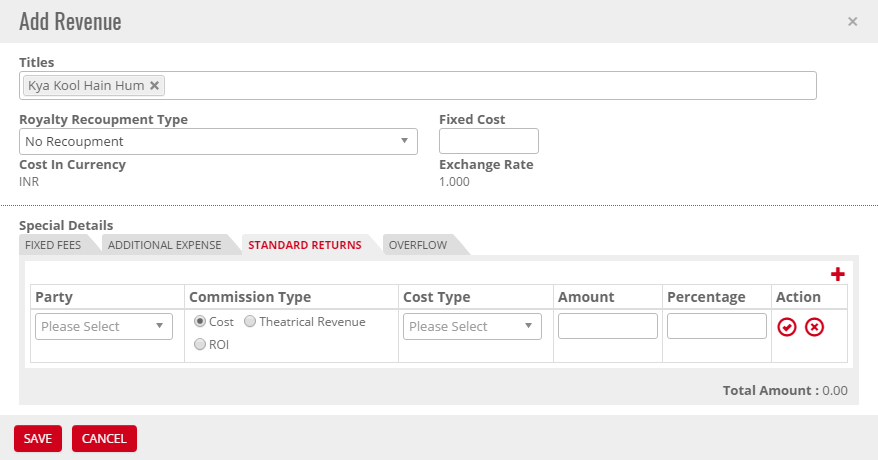 Add Revenue ×
Titles
Kya Kool Hain Hum ×
Royalty Recoupment Type Fixed Cost
No Recoupment
Cost In Currency Exchange Rate
INR 1.000
Special Details
FIXED FEES ADDITIONAL EXPENSE STANDARD RETURNS OVERFLOW
Party Commission Type Cost Type Amount Percentage Action
Please Select Cost Theatrical Revenue Please Select
ROI
Total Amount : 0.00
SAVE CANCEL